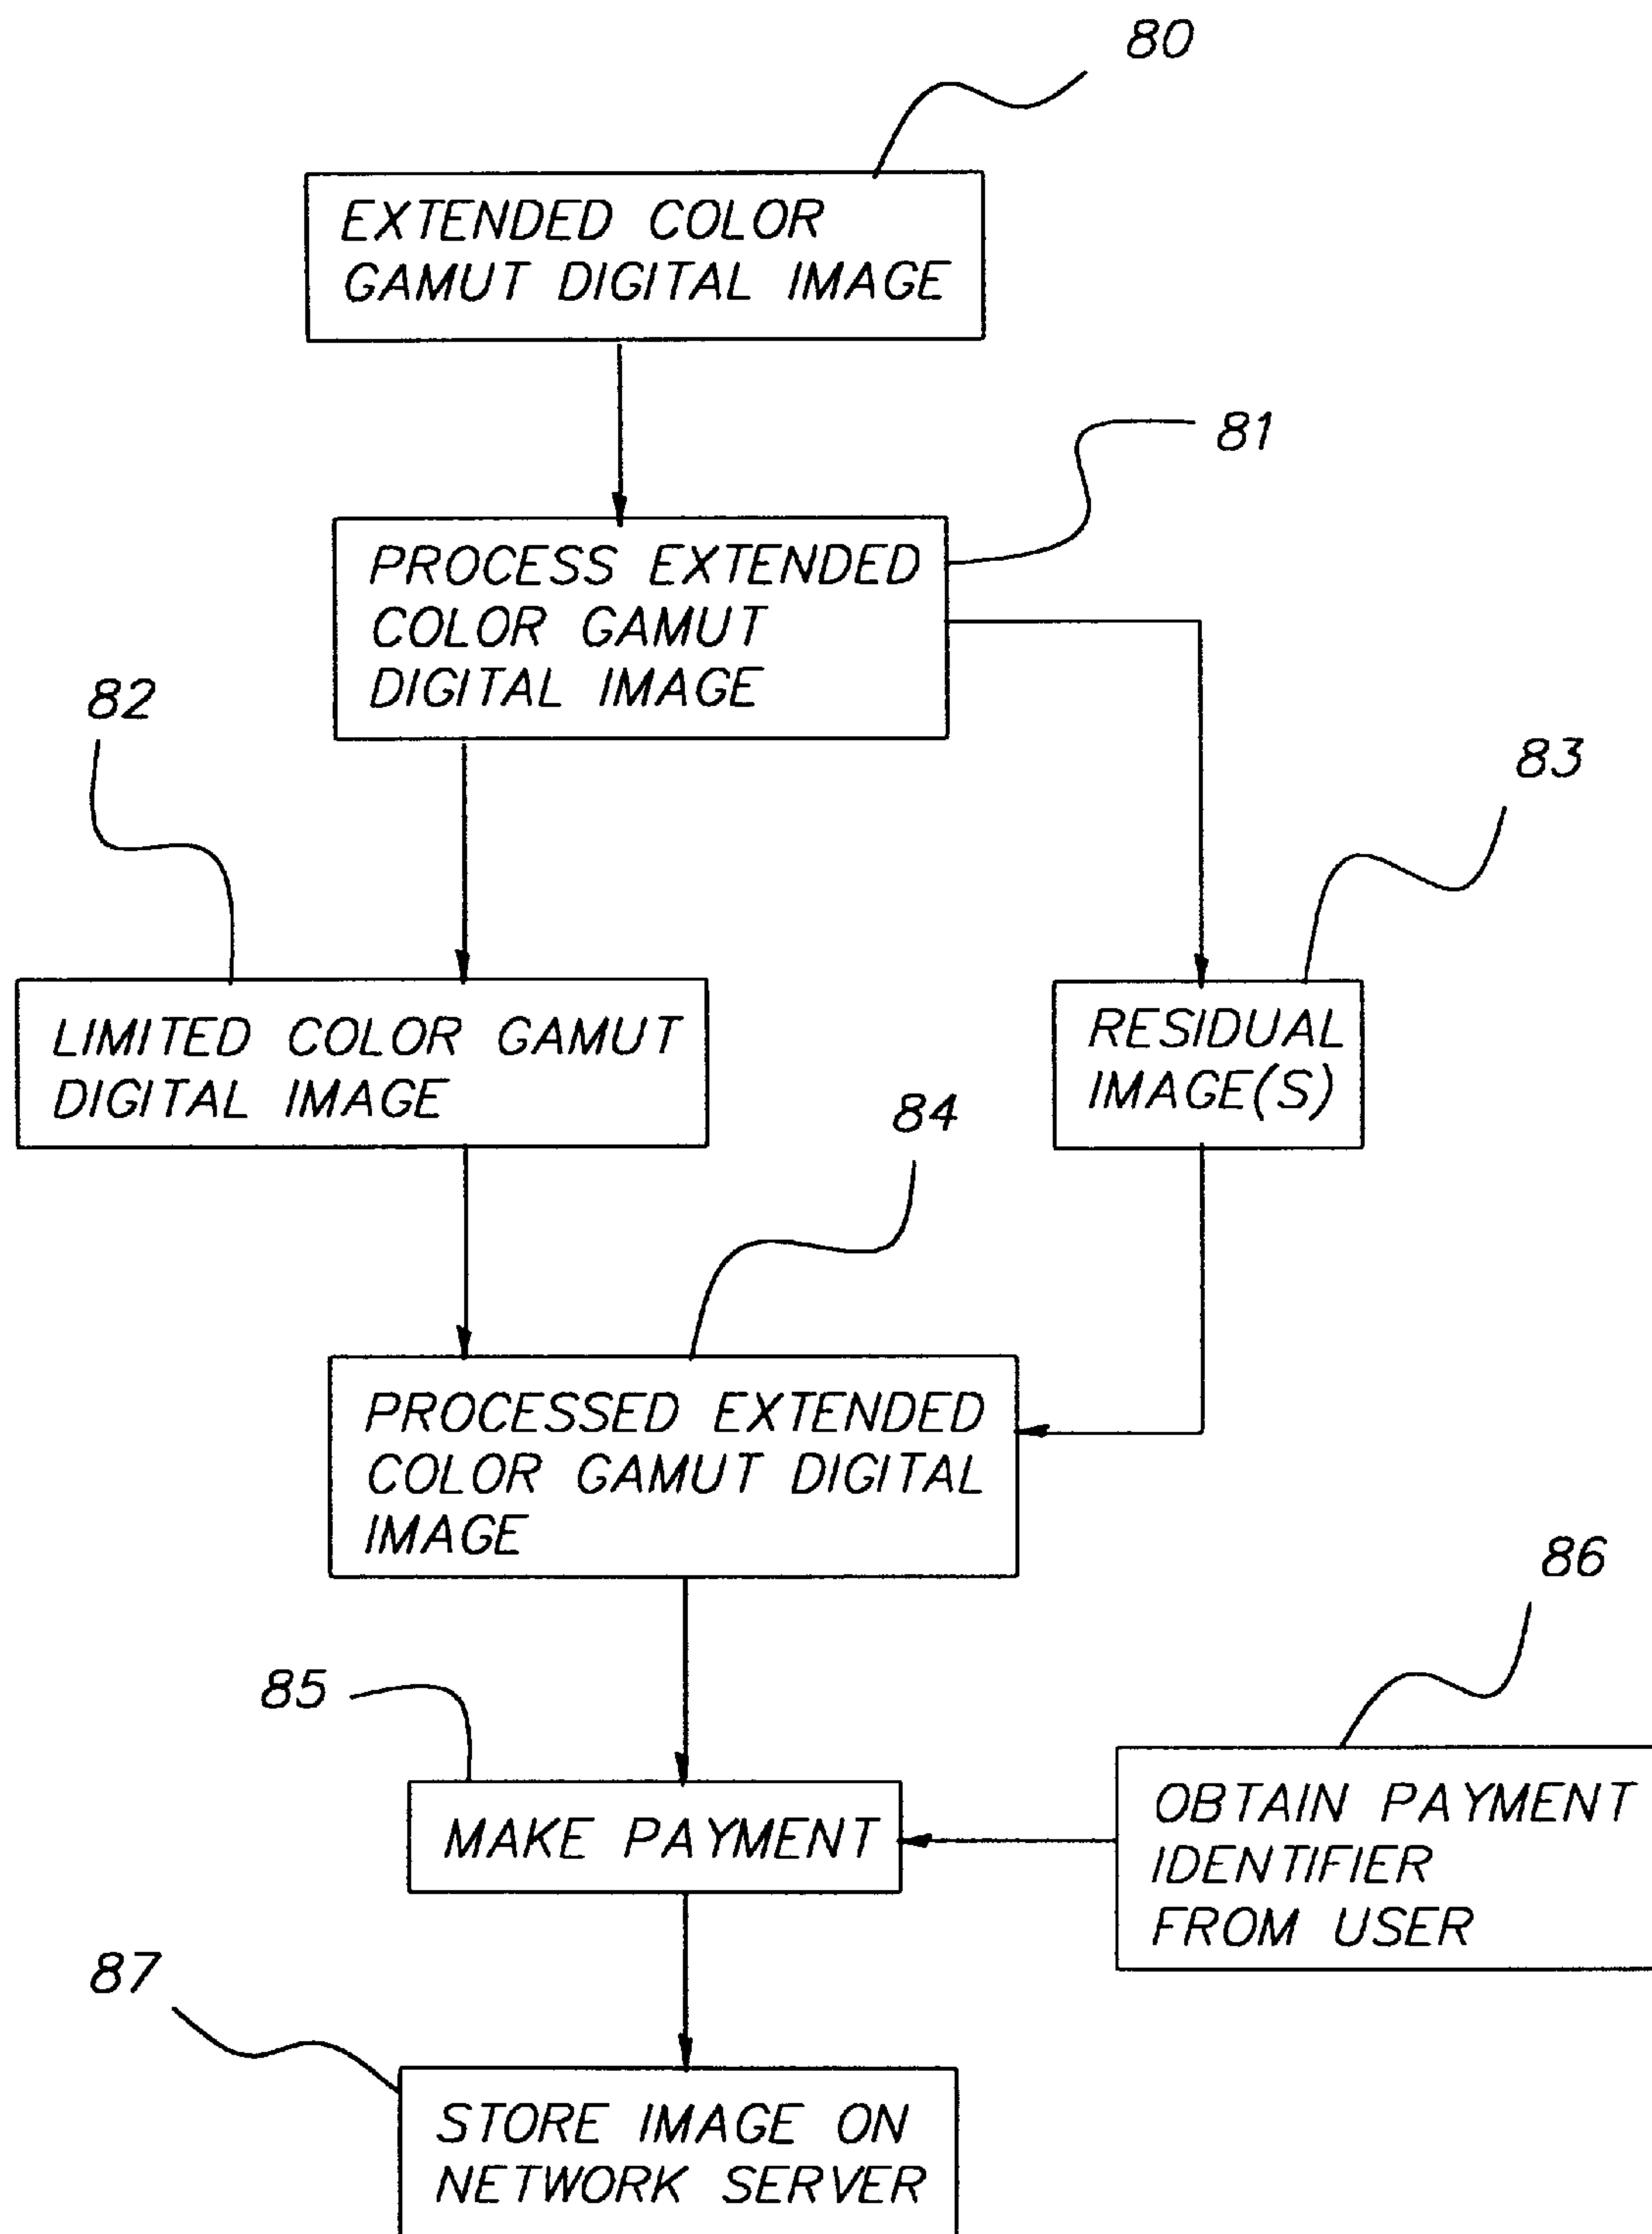 80
EXTENDED COLOR
GAMUT DIGITAL IMAGE
81
PROCESS EXTENDED
COLOR GAMUT
DIGITAL IMAGE
82
83
LIMITED COLOR GAMUT
DIGITAL IMAGE
RESIDUAL
IMAGE(S)
84
PROCESSED EXTENDED
COLOR GAMUT DIGITAL
IMAGE
85
86
MAKE PAYMENT
OBTAIN PAYMENT
IDENTIFIER
FROM USER
87
STORE IMAGE ON
NETWORK SERVER